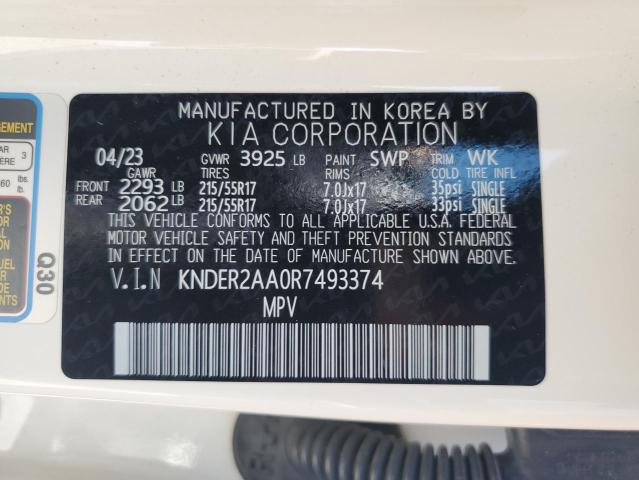 MANUFACTURED IN KOREA BY
KIA CORPORATION
04/23 GVWR 3925 LB PAINT SWP TRIM WK
GAWR TIRES RIMS COLD TIRE INFL
FRONT 2293 LB 215/55R17 7.0Jx17 35psi SINGLE
REAR 2062 LB 215/55R17 7.0Jx17 33psi SINGLE
THIS VEHICLE CONFORMS TO ALL APPLICABLE U.S.A. FEDERAL
MOTOR VEHICLE SAFETY AND THEFT PREVENTION
STANDARDS IN EFFECT ON THE DATE OF MANUFACTURE SHOWN ABOVE.
V.I.N KNDER2AA0R7493374
MPV
Q30